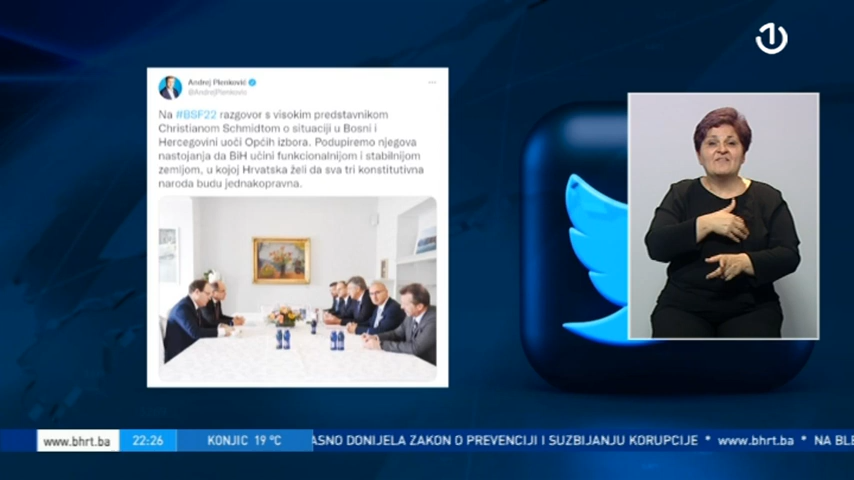 Andrej Plenković
@AndrejPlenkovic
Na #BSF22 razgovor s visokim predstavnikom
Christianom Schmidtom o situaciji u Bosni i
Hercegovini uoči Općih izbora. Podupiremo njegova
nastojanja da BiH učini funkcionalnijom i stabilnijom
zemljom, u kojoj Hrvatska želi da sva tri konstitutivna
naroda budu jednakopravna.
www.bhrt.ba 22:26 KONJIC 19 °C ASNO DONIJELA ZAKON O PREVENCIJI I SUZBIJANJU KORUPCIJE * www.bhrt.ba * NA BLE